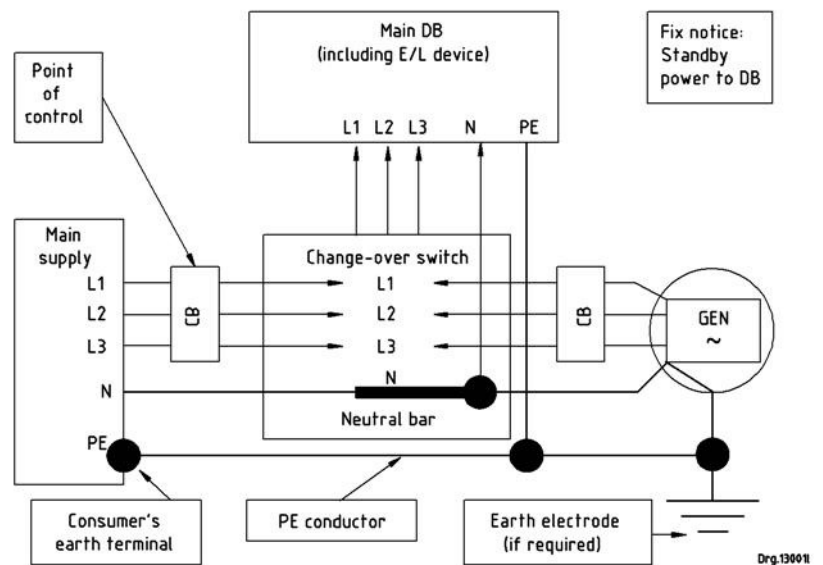 Main DB
(including E/L device)
L1 L2 L3 N PE
Fix notice:
Standby
power to DB
Point
of
control
Main
supply
L1
L2
L3
N
PE
CB
Change-over switch
L1
L2
L3
N
Neutral bar
CB
GEN
~
Consumer's
earth terminal
PE conductor
Earth electrode
(if required)
Drg.13001l